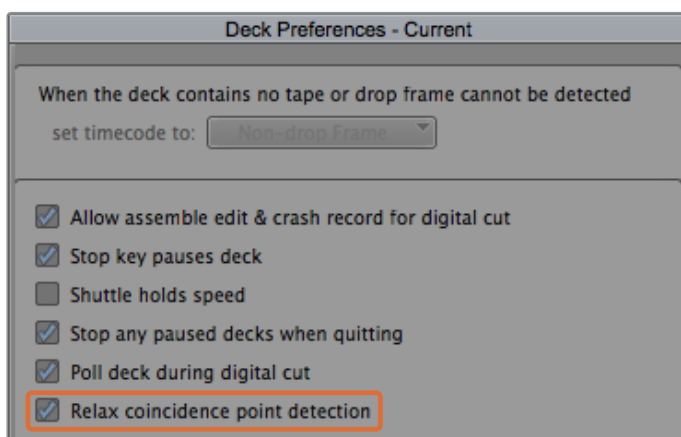 Deck Preferences - Current
When the deck contains no tape or drop frame cannot be detected
set timecode to: Non-drop Frame
Allow assemble edit & crash record for digital cut
Stop key pauses deck
Shuttle holds speed
Stop any paused decks when quitting
Poll deck during digital cut
Relax coincidence point detection